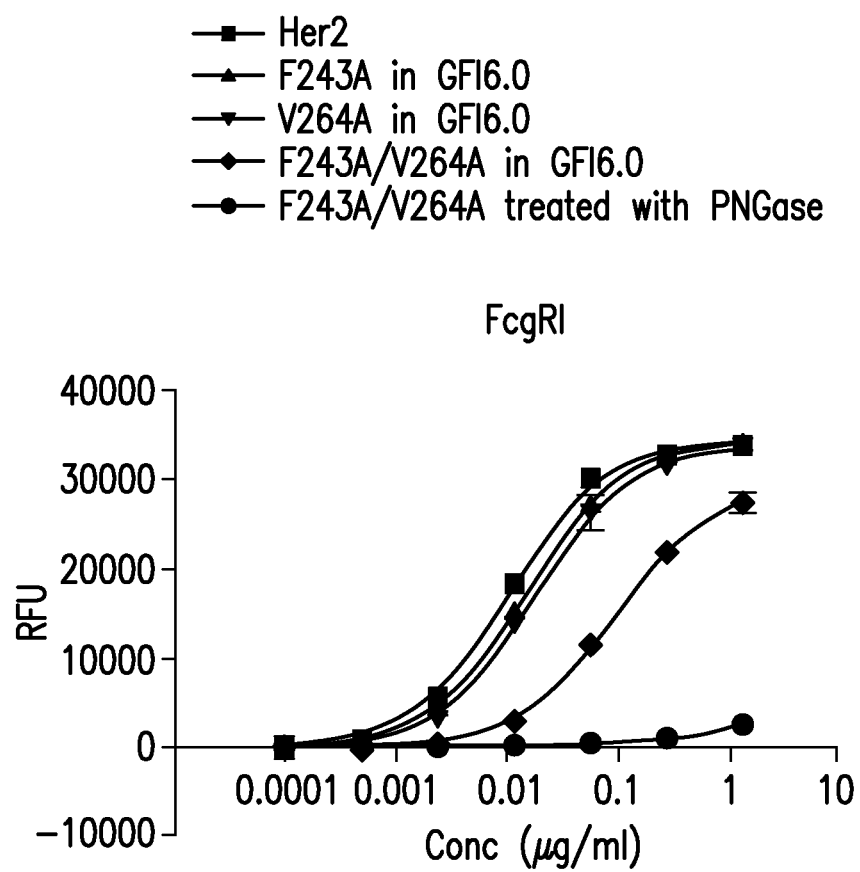 Her2
F243A in GFI6.0
V264A in GFI6.0
F243A/V264A in GFI6.0
F243A/V264A treated with PNGase
FcgRI
40000
30000
20000
10000
0
-10000
RFU
0.0001 0.001 0.01 0.1 1 10
Conc (μg/ml)